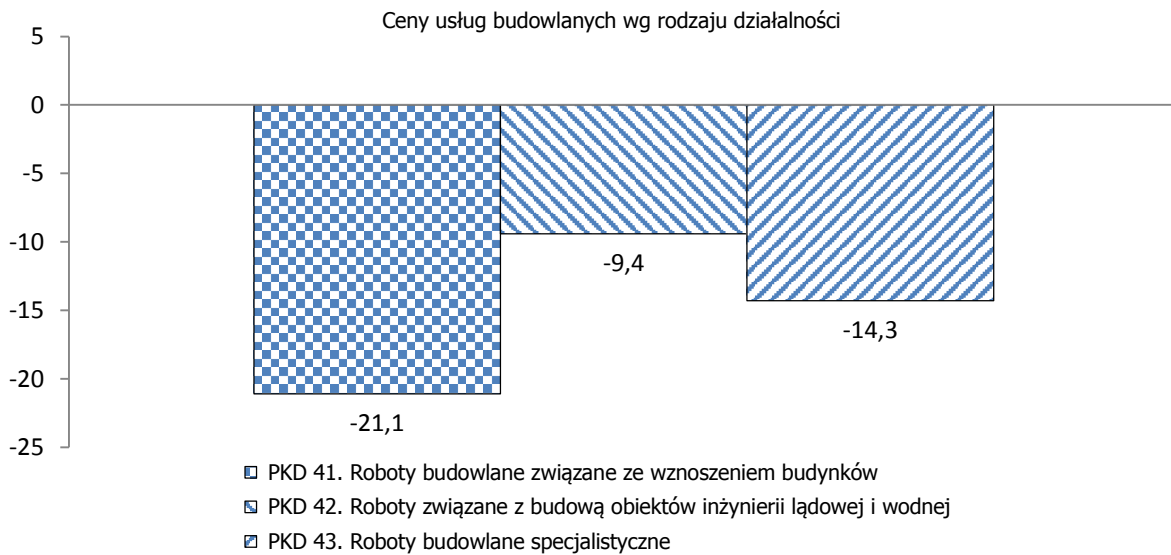 Ceny usług budowlanych wg rodzaju działalności
5
0
-5
-10
-15
-20
-25
-21,1
-9,4
-14,3
PKD 41. Roboty budowlane związane ze wznoszeniem budynków
PKD 42. Roboty związane z budową obiektów inżynierii lądowej i wodnej
PKD 43. Roboty budowlane specjalistyczne